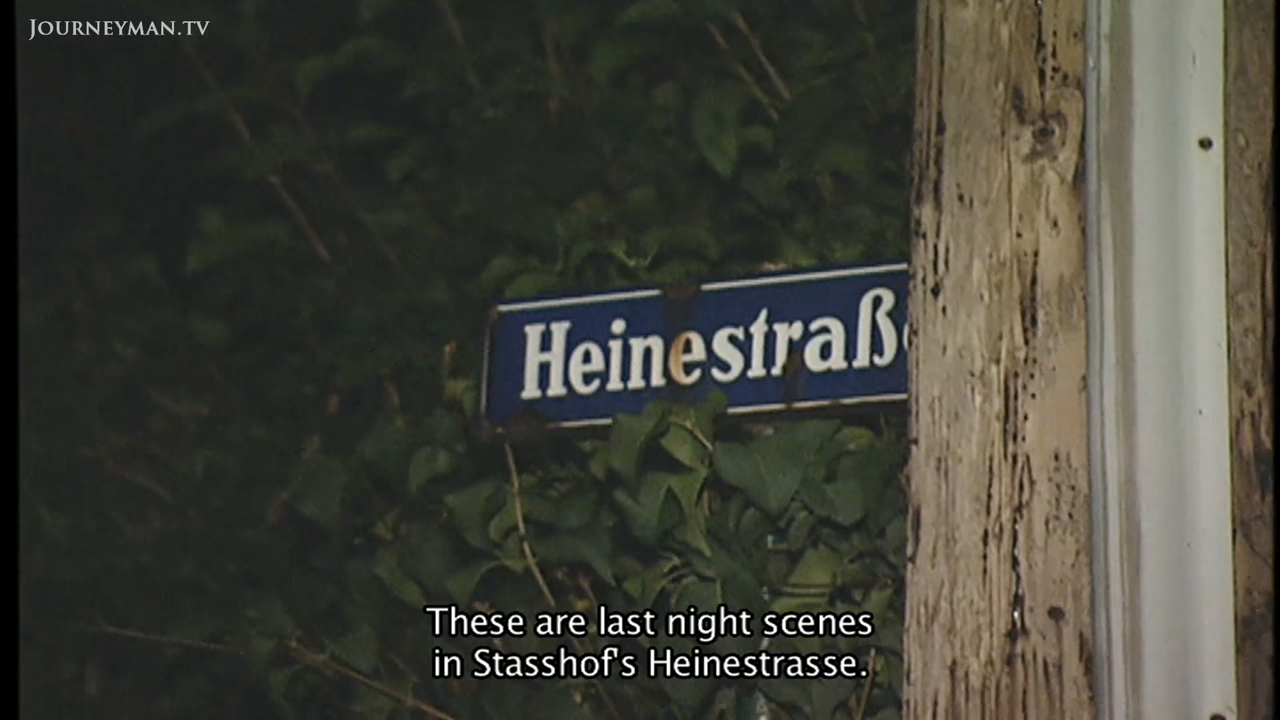 JOURNEYMAN.TV
Heinestraß
These are last night scenes
in Stasshof's Heinestrasse.